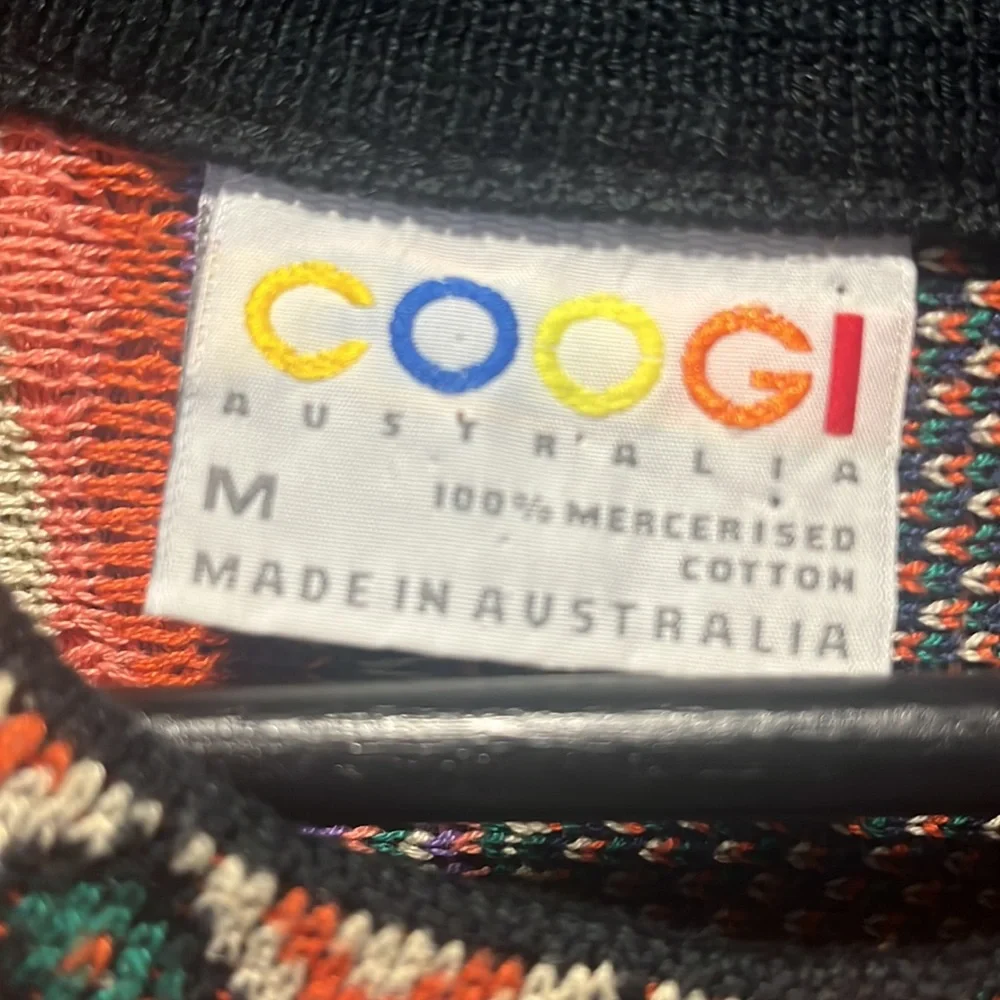 COOGI
AUSTRALIA
M
100% MERCERISED
COTTON
MADE IN AUSTRALIA